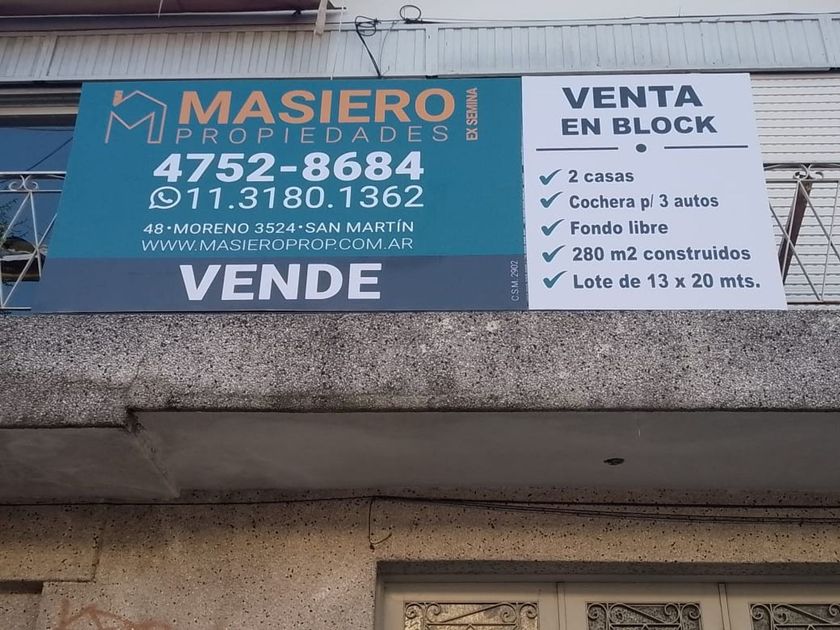 MASIERO
PROPIEDADES
EX SEMINA
4752-8684
11.3180.1362
48·MORENO 3524·SAN MARTÍN
WWW.MASIEROPROP.COM.AR
VENDE
C.S.M. 2902
VENTA
EN BLOCK
2 casas
Cochera p/ 3 autos
Fondo libre
280 m2 construidos
Lote de 13 x 20 mts.